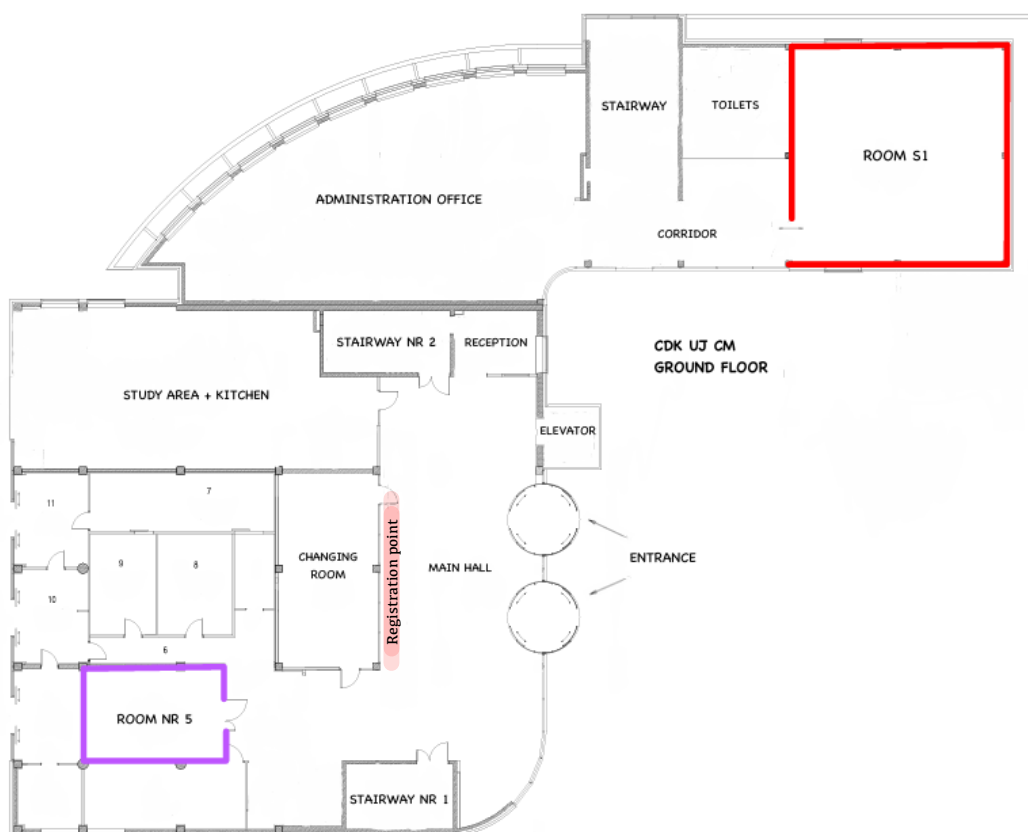 STAIRWAY
TOILETS
ROOM S1
ADMINISTRATION OFFICE
CORRIDOR
STAIRWAY NR 2
RECEPTION
CDK UJ CM
GROUND FLOOR
STUDY AREA + KITCHEN
ELEVATOR
11
7
9
8
CHANGING
ROOM
Registration point
MAIN HALL
ENTRANCE
10
6
ROOM NR 5
STAIRWAY NR 1